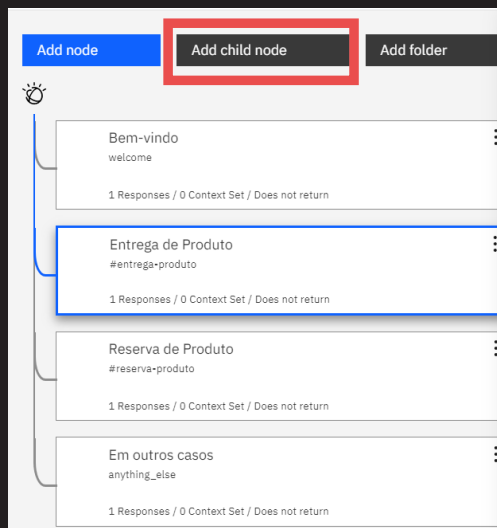 Add node
Add child node
Add folder
Bem-vindo
welcome
1 Responses / 0 Context Set / Does not return
Entrega de Produto
#entrega-produto
1 Responses / 0 Context Set / Does not return
Reserva de Produto
#reserva-produto
1 Responses / 0 Context Set / Does not return
Em outros casos
anything_else
1 Responses / 0 Context Set / Does not return